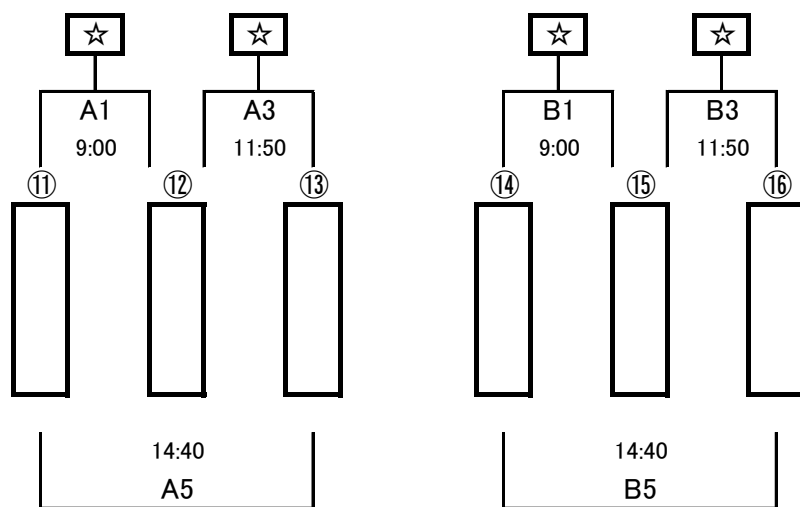 ☆ ☆ ☆ ☆
A1 A3 B1 B3
9:00 11:50 9:00 11:50
⑪ ⑫ ⑬ ⑭ ⑮ ⑯
14:40 14:40
A5 B5